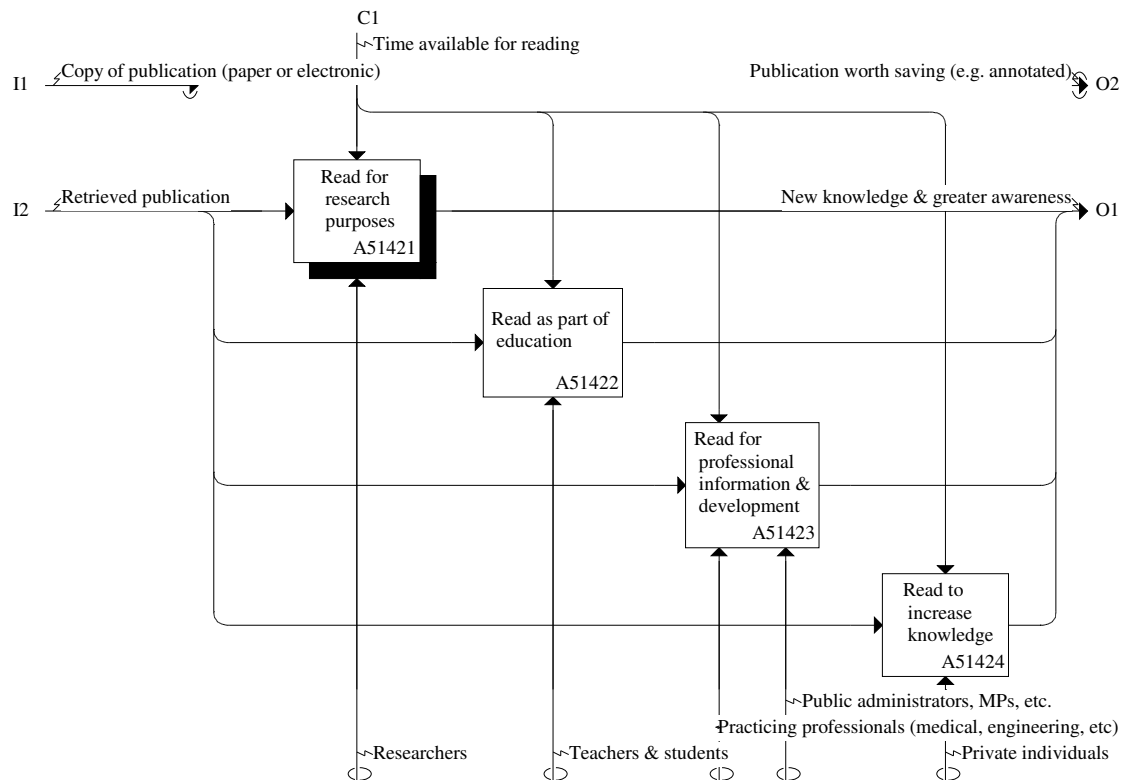 C1
Time available for reading
I1
Copy of publication (paper or electronic)
Publication worth saving (e.g. annotated)
O2
Read for
research
purposes
A51421
I2
Retrieved publication
New knowledge & greater awareness
O1
Read as part of
education
A51422
Read for
professional
information &
development
A51423
Read to
increase
knowledge
A51424
Public administrators, MPs, etc.
Practicing professionals (medical, engineering, etc)
Researchers
Teachers & students
Private individuals